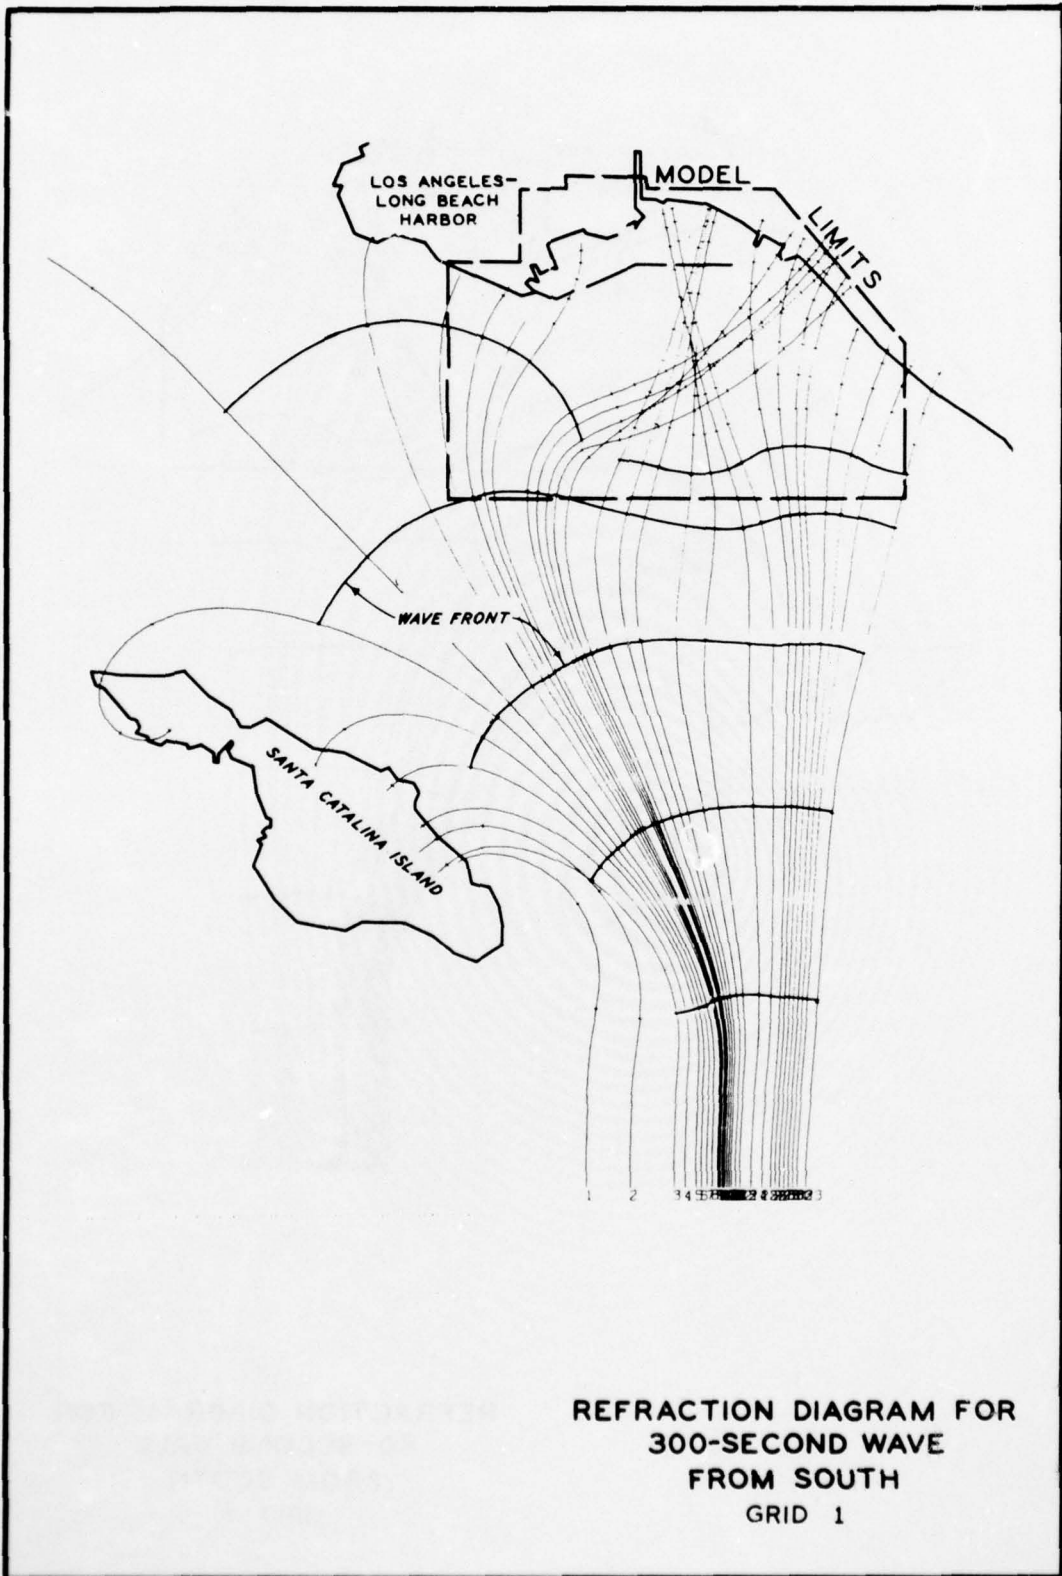 LOS ANGELES-
LONG BEACH
HARBOR
MODEL
LIMITS
WAVE FRONT
SANTA CATALINA ISLAND
1 2 3 4 5
REFRACTION DIAGRAM FOR
300-SECOND WAVE
FROM SOUTH
GRID 1